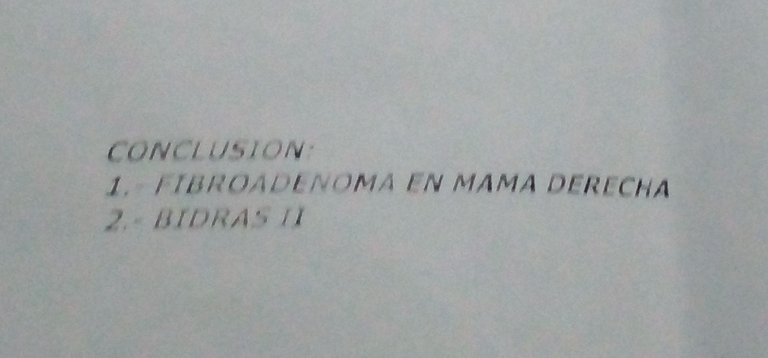 CONCLUSION:
1.- FIBROADENOMA EN MAMA DERECHA
2.- BIDRAS II